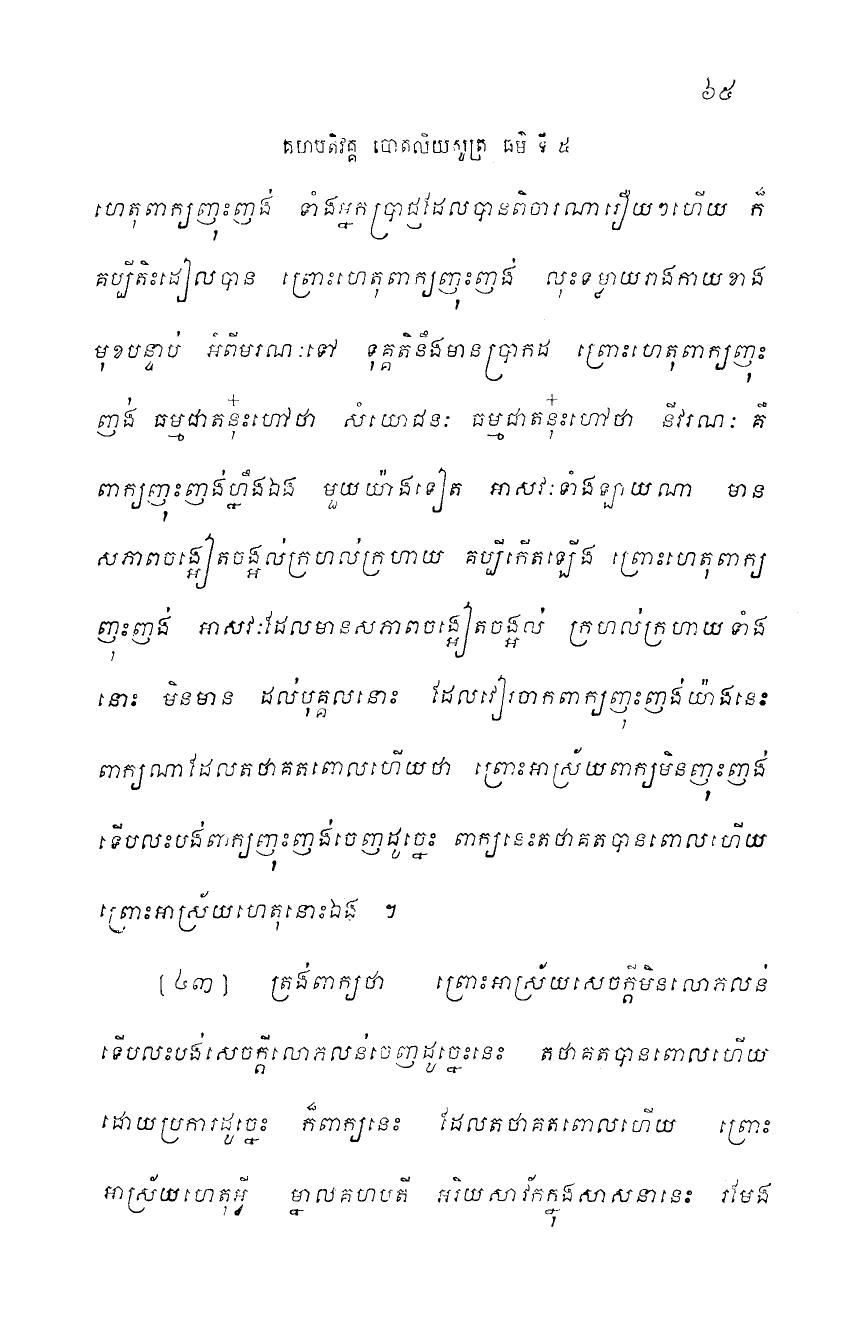 ៦៥
គហបតិវគ្គ បោតលិយសូត្រ ធម៌ ទី ៥
ហេតុពាក្យញុះញង់ ទាំងអ្នកប្រាជ្ញដែលបានពិចារណារឿយៗហើយ ក៏
គប្បីតិះដៀលបាន ព្រោះហេតុពាក្យញុះញង់ លុះទម្លាយរាងកាយខាង
មុខបន្ទាប់ អំពីមរណៈទៅ ទុគ្គតិនឹងមានប្រាកដ ព្រោះហេតុពាក្យញុះ
ញង់ ធម្មជាតនុ៎ះហៅថា សំយោជនៈ ធម្មជាតនុ៎ះហៅថា នីវរណៈ គឺ
ពាក្យញុះញង់ហ្នឹងឯង មួយយ៉ាងទៀត អាសវៈទាំងឡាយណា មាន
សភាពចង្អៀតចង្អល់ក្រហល់ក្រហាយ គប្បីកើតឡើង ព្រោះហេតុពាក្យ
ញុះញង់ អាសវៈដែលមានសភាពចង្អៀតចង្អល់ ក្រហល់ក្រហាយទាំង
នោះ មិនមាន ដល់បុគ្គលនោះ ដែលវៀរចាកពាក្យញុះញង់យ៉ាងនេះ
ពាក្យណាដែលតថាគតពោលហើយថា ព្រោះអាស្រ័យពាក្យមិនញុះញង់
ទើបលះបង់ពាក្យញុះញង់ចេញដូច្នេះ ពាក្យនេះតថាគតបានពោលហើយ
ព្រោះអាស្រ័យហេតុនោះឯង ។
[៤៣] ត្រង់ពាក្យថា ព្រោះអាស្រ័យសេចក្តីមិនលោភលន់
ទើបលះបង់សេចក្តីលោភលន់ចេញដូច្នេះនេះ តថាគតបានពោលហើយ
ដោយប្រការដូច្នេះ ក៏ពាក្យនេះ ដែលតថាគតពោលហើយ ព្រោះ
អាស្រ័យហេតុអ្វី ម្នាលគហបតី អរិយសាវ័កក្នុងសាសនានេះ រមែង